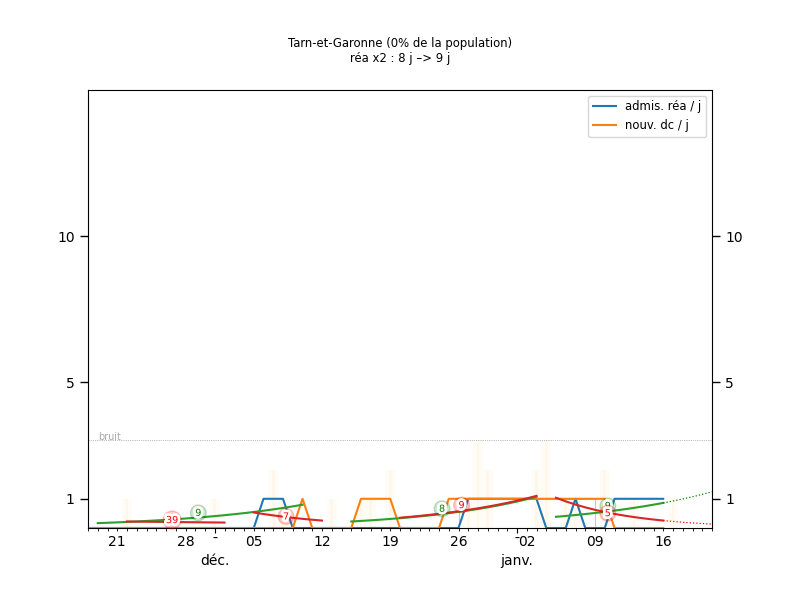 Tarn-et-Garonne (0% de la population)
réa x2 : 8 j –> 9 j
admis. réa / j
nouv. dc / j
10 10
5 5
bruit
1 1
39 9 7 8 9 9 5
21 28 - 05 12 19 26 - 02 09 16
déc. janv.